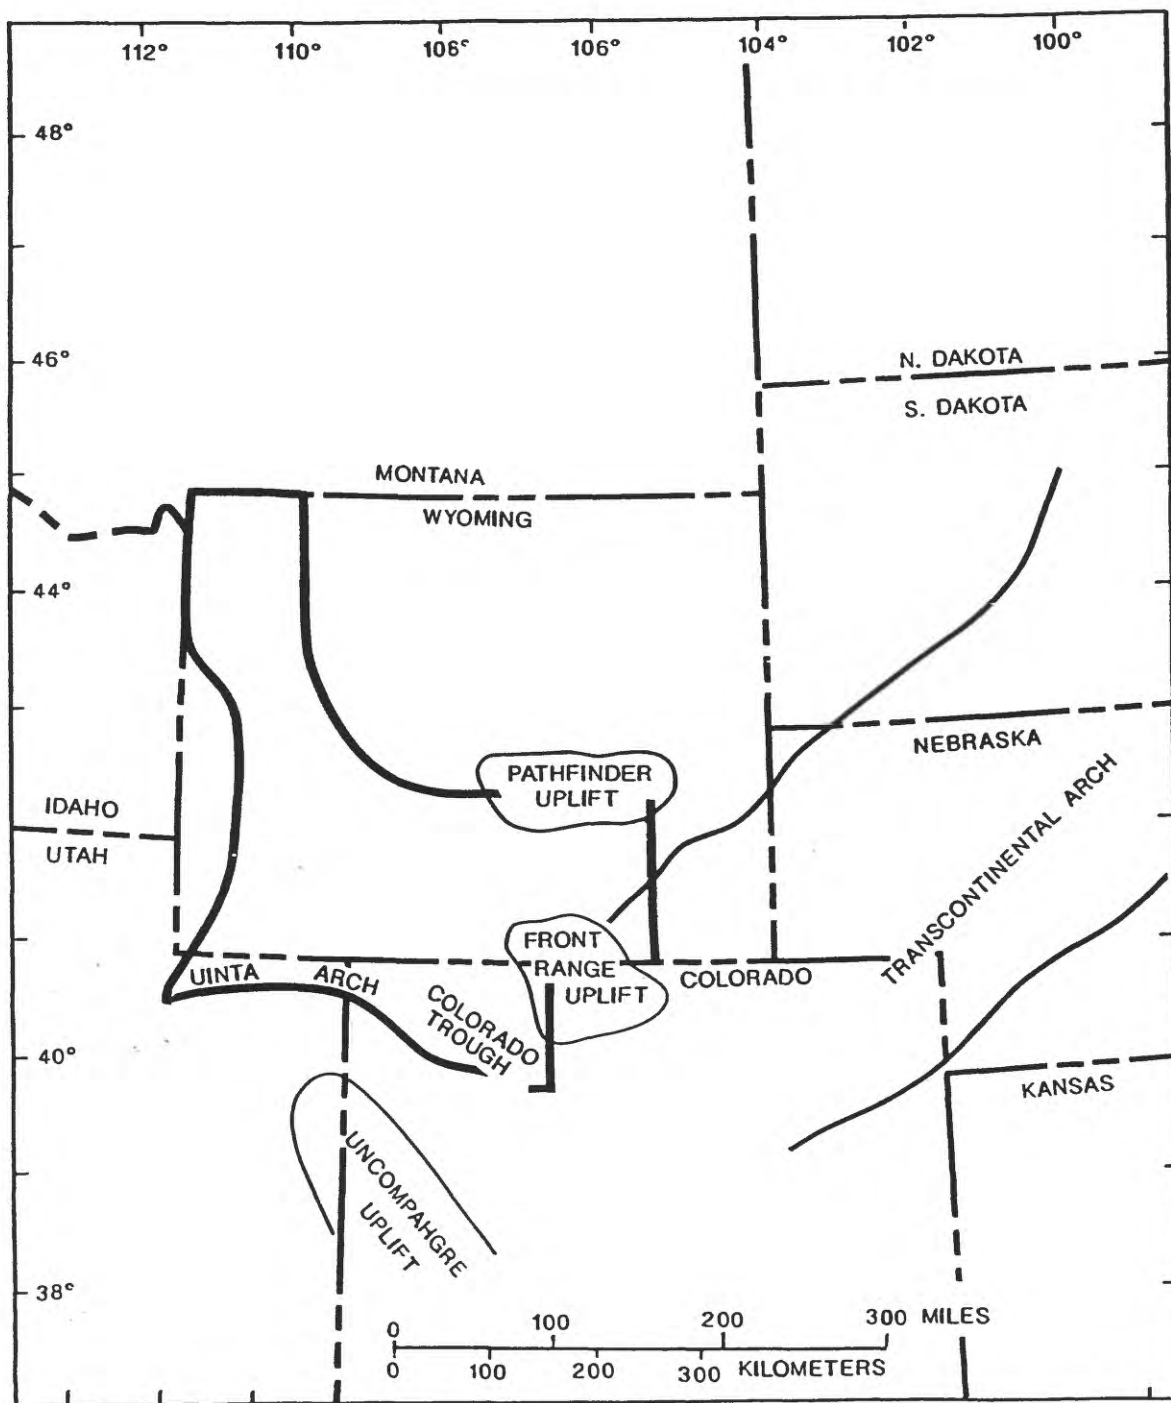 112° 110° 106° 106° 104° 102° 100°
48°
46°
N. DAKOTA
S. DAKOTA
MONTANA
WYOMING
44°
NEBRASKA
PATHFINDER
UPLIFT
IDAHO
UTAH
TRANSCONTINENTAL ARCH
FRONT
RANGE
UPLIFT
COLORADO
UINTA ARCH
COLORADO
TROUGH
40°
KANSAS
UNCOMPAHGRE
UPLIFT
38°
0 100 200 300 MILES
0 100 200 300 KILOMETERS